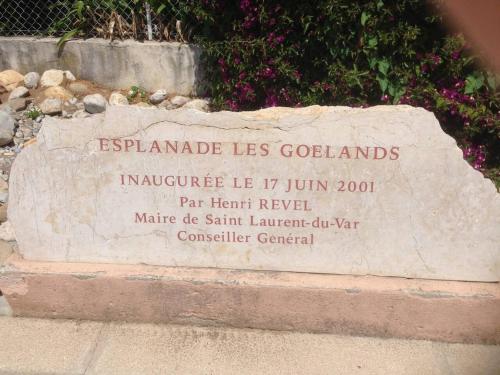 ESPLANADE LES GOELANDS
INAUGURÉE LE 17 JUIN 2001
Par Henri REVEL
Maire de Saint Laurent-du-Var
Conseiller Général